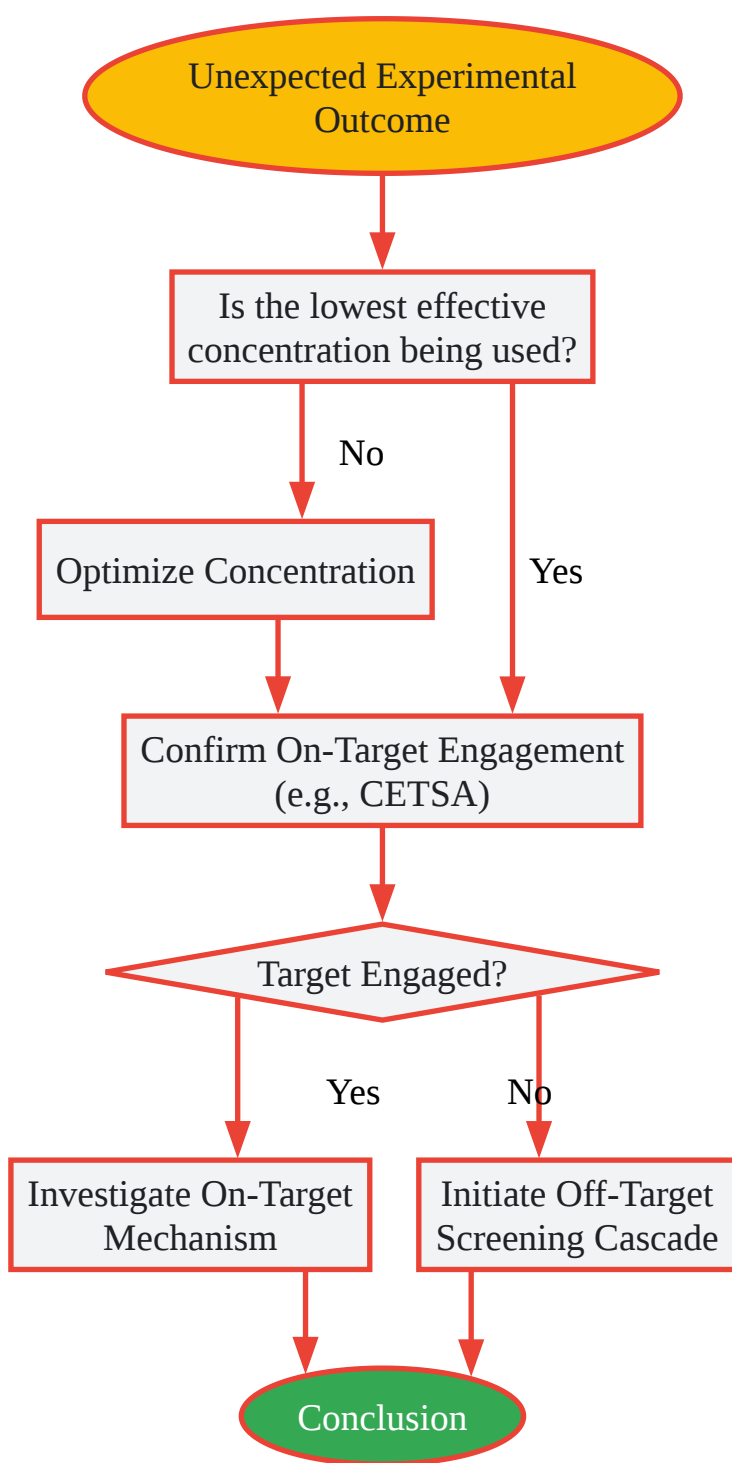 Unexpected Experimental
Outcome
Is the lowest effective
concentration being used?
No
Optimize Concentration
Yes
Confirm On-Target Engagement
(e.g., CETSA)
Target Engaged?
Yes
No
Investigate On-Target
Mechanism
Initiate Off-Target
Screening Cascade
Conclusion